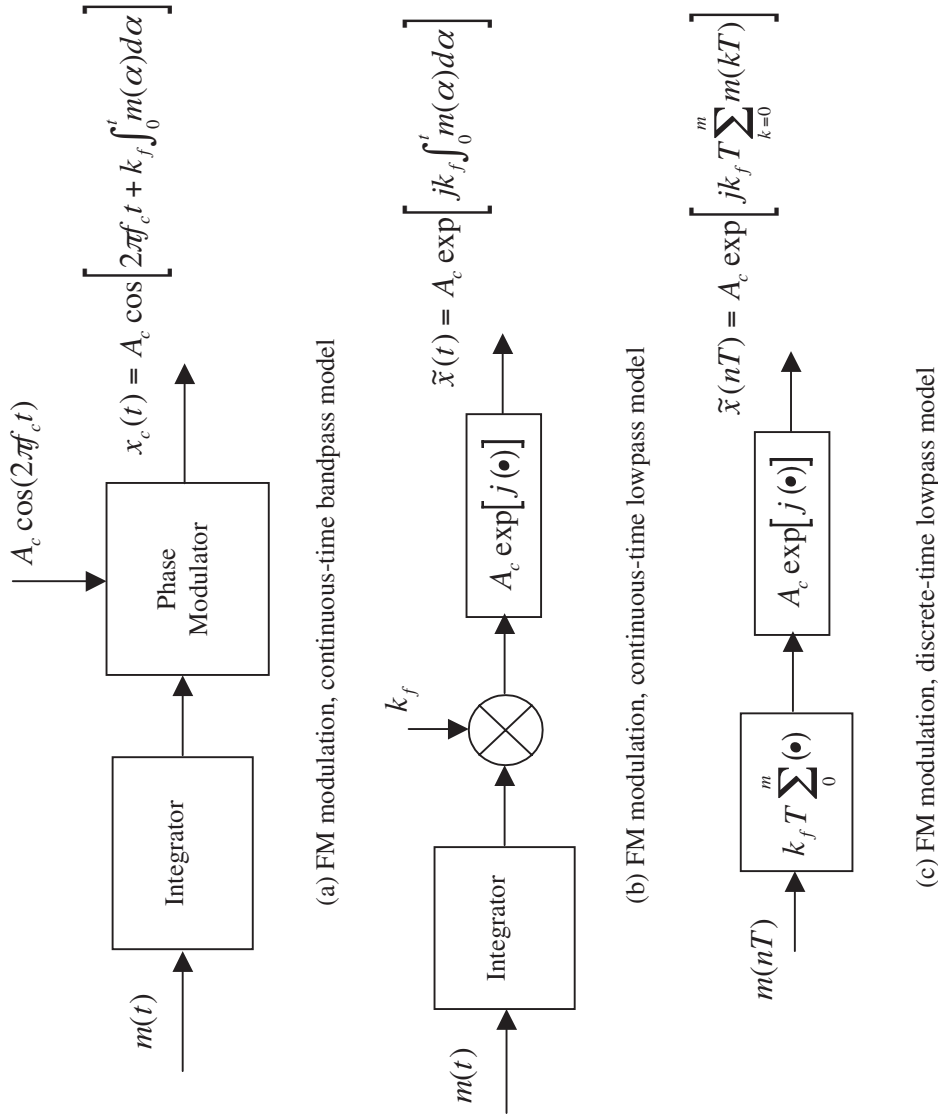 A_c cos(2πf_c t)
m(t)
Integrator
Phase
Modulator
x_c(t) = A_c cos[2πf_c t + k_f ∫_0^t m(α)dα]
(a) FM modulation, continuous-time bandpass model
k_f
m(t)
Integrator
A_c exp[j(•)]
x̃(t) = A_c exp[jk_f ∫_0^t m(α)dα]
(b) FM modulation, continuous-time lowpass model
m(nT)
k_f T ∑_0^m (•)
A_c exp[j(•)]
x̃(nT) = A_c exp[jk_f T ∑_{k=0}^m m(kT)]
(c) FM modulation, discrete-time lowpass model